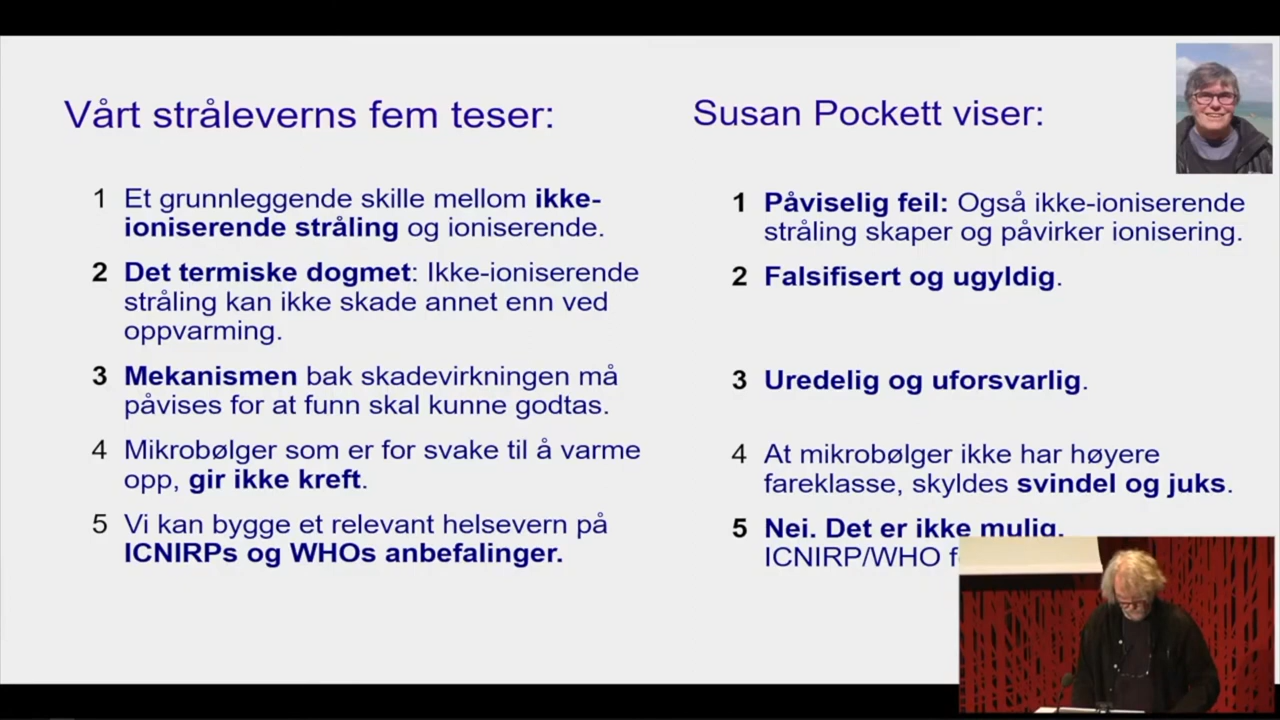 Vårt stråleverns fem teser:
1 Et grunnleggende skille mellom ikke-
ioniserende stråling og ioniserende.
2 Det termiske dogmet: Ikke-ioniserende
stråling kan ikke skade annet enn ved
oppvarming.
3 Mekanismen bak skadevirkningen må
påvises for at funn skal kunne godtas.
4 Mikrobølger som er for svake til å varme
opp, gir ikke kreft.
5 Vi kan bygge et relevant helsevern på
ICNIRPs og WHOs anbefalinger.
Susan Pockett viser:
1 Påviselig feil: Også ikke-ioniserende
stråling skaper og påvirker ionisering.
2 Falsifisert og ugyldig.
3 Uredelig og uforsvarlig.
4 At mikrobølger ikke har høyere
fareklasse, skyldes svindel og juks.
5 Nei. Det er ikke mulig.
ICNIRP/WHO